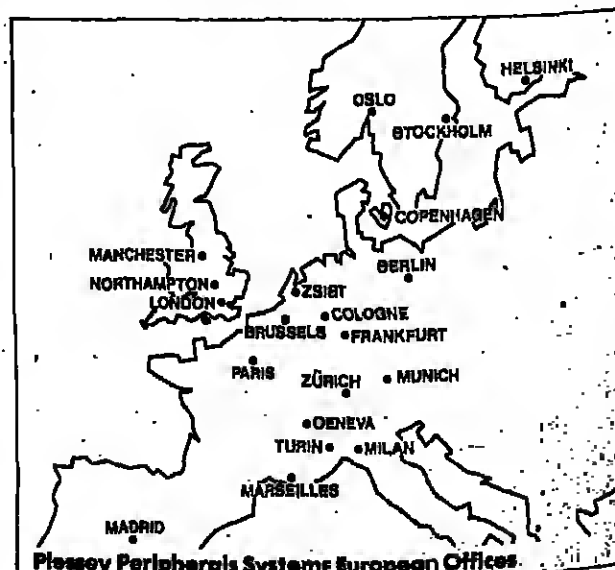 HELSINKI
OSLO
STOCKHOLM
COPENHAGEN
MANCHESTER
BERLIN
NORTHAMPTON
ZSIST
LONDON
COLOGNE
BRUSSELS
FRANKFURT
PARIS
ZÜRICH
MUNICH
GENEVA
TURIN
MILAN
MARSEILLES
MADRID
Plessey Peripherals Systems European Offices